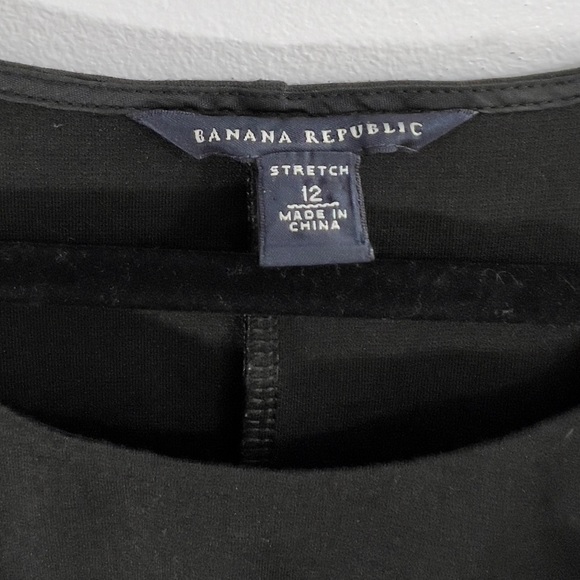 BANANA REPUBLIC
STRETCH
12
MADE IN
CHINA